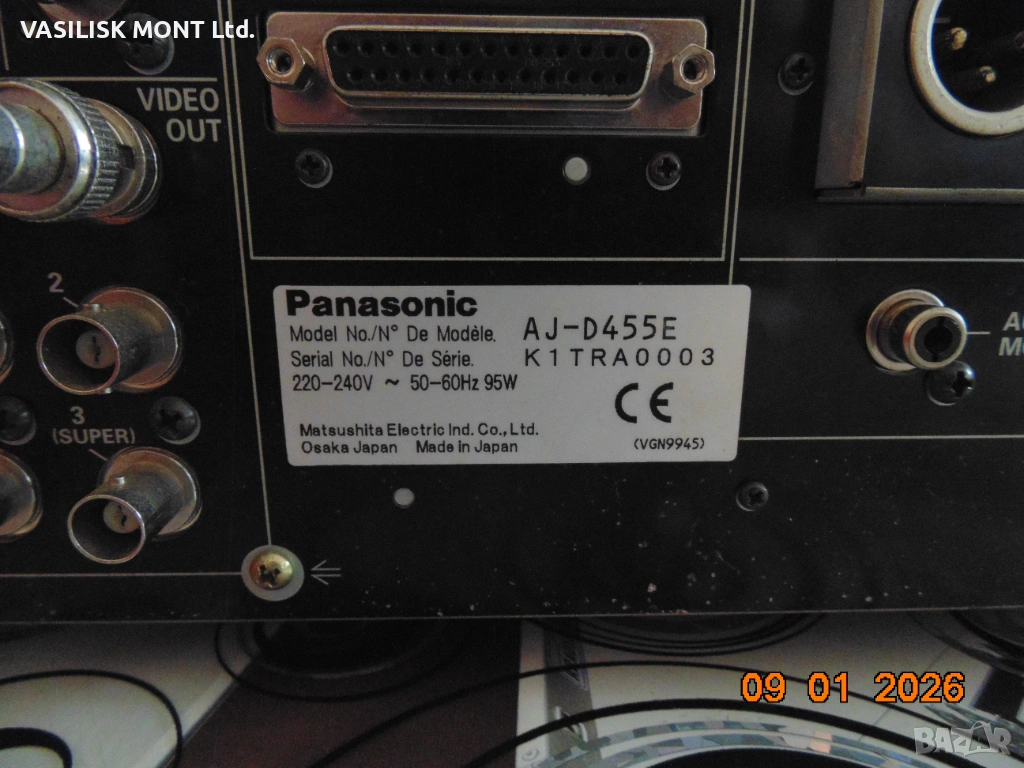 VASILISK MONT Ltd.
VIDEO
OUT
2
3
(SUPER)
Panasonic
Model No./N° De Modèle. AJ-D455E
Serial No./N° De Série. K1TRA0003
220-240V ~ 50-60Hz 95W
CE
Matsushita Electric Ind. Co., Ltd.
Osaka Japan Made in Japan
(VGN9945)
09 01 2026
BAZAR